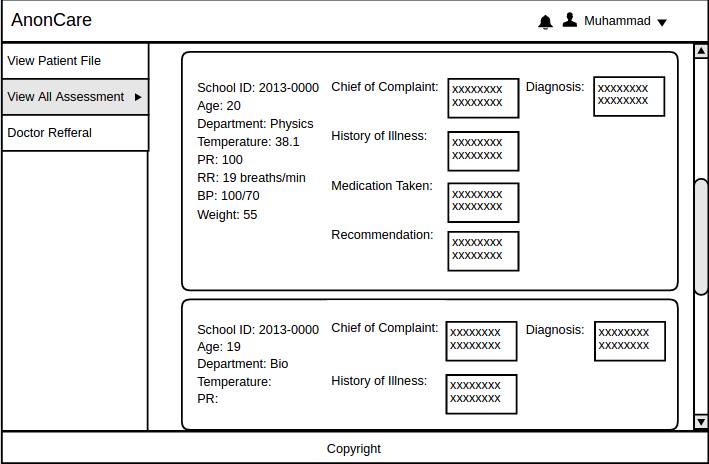 AnonCare
Muhammad
View Patient File
View All Assessment
Doctor Refferal
School ID: 2013-0000
Age: 20
Department: Physics
Temperature: 38.1
PR: 100
RR: 19 breaths/min
BP: 100/70
Weight: 55
Chief of Complaint:
xxxxxxxx
xxxxxxxx
History of Illness:
xxxxxxxx
xxxxxxxx
Medication Taken:
xxxxxxxx
xxxxxxxx
Recommendation:
xxxxxxxx
xxxxxxxx
Diagnosis:
xxxxxxxx
xxxxxxxx
School ID: 2013-0000
Age: 19
Department: Bio
Temperature:
PR:
Chief of Complaint:
xxxxxxxx
xxxxxxxx
History of Illness:
xxxxxxxx
xxxxxxxx
Diagnosis:
xxxxxxxx
xxxxxxxx
Copyright